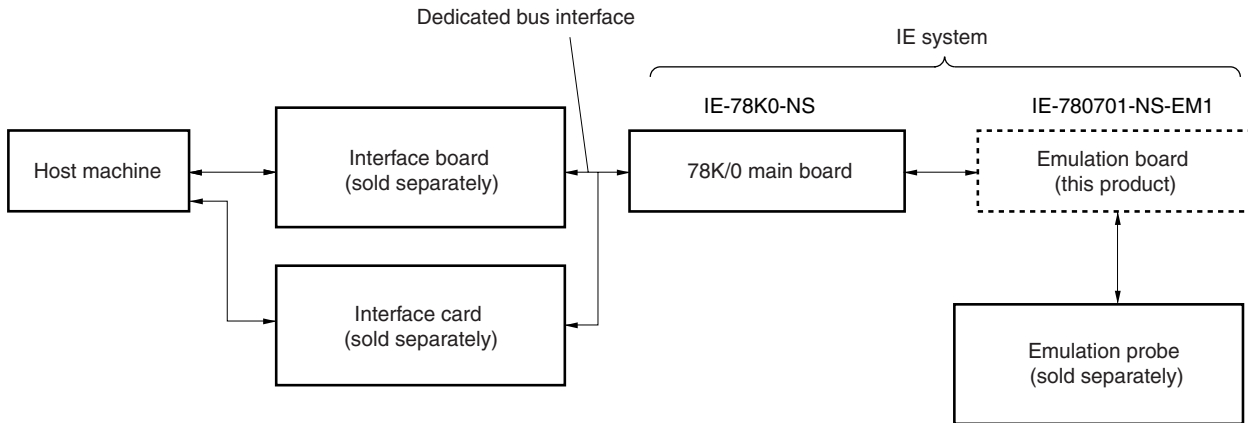 Dedicated bus interface
IE system
IE-78K0-NS
IE-780701-NS-EM1
Host machine
Interface board
(sold separately)
78K/0 main board
Emulation board
(this product)
Interface card
(sold separately)
Emulation probe
(sold separately)